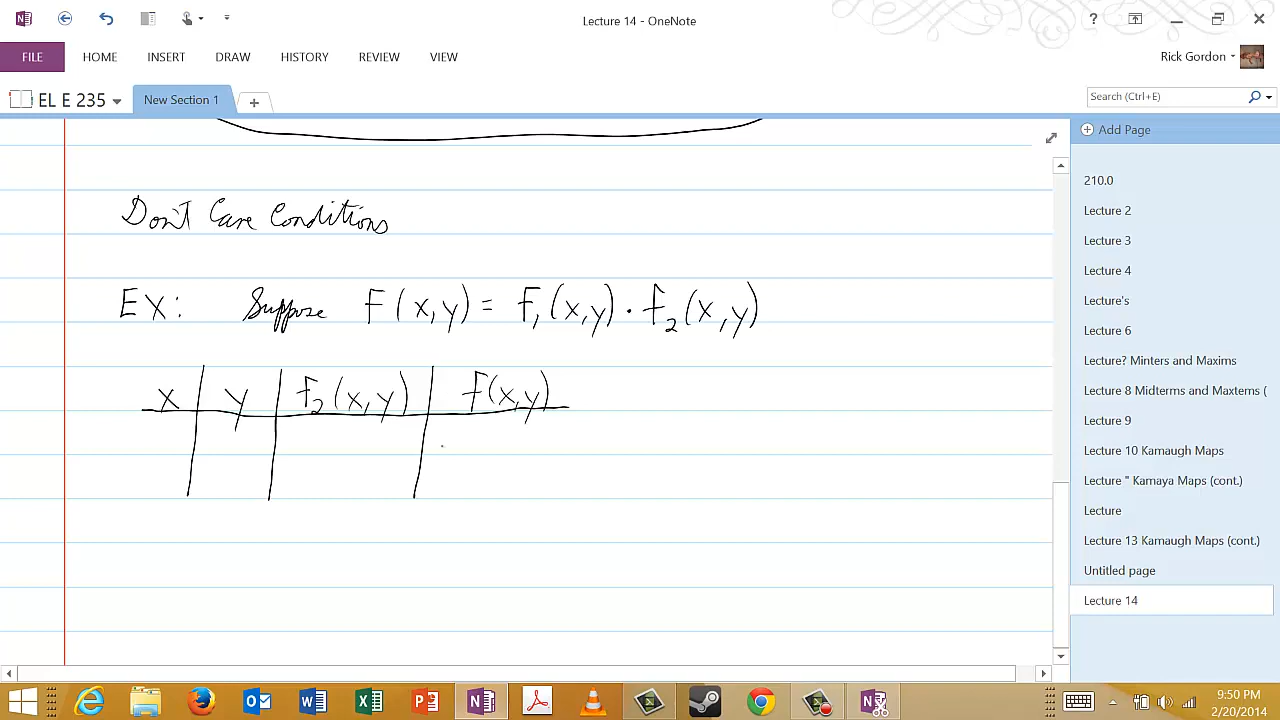 Lecture 14 - OneNote
?
FILE HOME INSERT DRAW HISTORY REVIEW VIEW
Rick Gordon
EL E 235 New Section 1
Search (Ctrl+E)
Add Page
Don't Care Conditions
EX: Suppose F(x,y) = f₁(x,y) · f₂(x,y)
x y f₂(x,y) f(x,y)
210.0
Lecture 2
Lecture 3
Lecture 4
Lecture's
Lecture 6
Lecture? Minters and Maxims
Lecture 8 Midterms and Maxtems (
Lecture 9
Lecture 10 Kamaugh Maps
Lecture " Kamaya Maps (cont.)
Lecture
Lecture 13 Kamaugh Maps (cont.)
Untitled page
Lecture 14
9:50 PM
2/20/2014